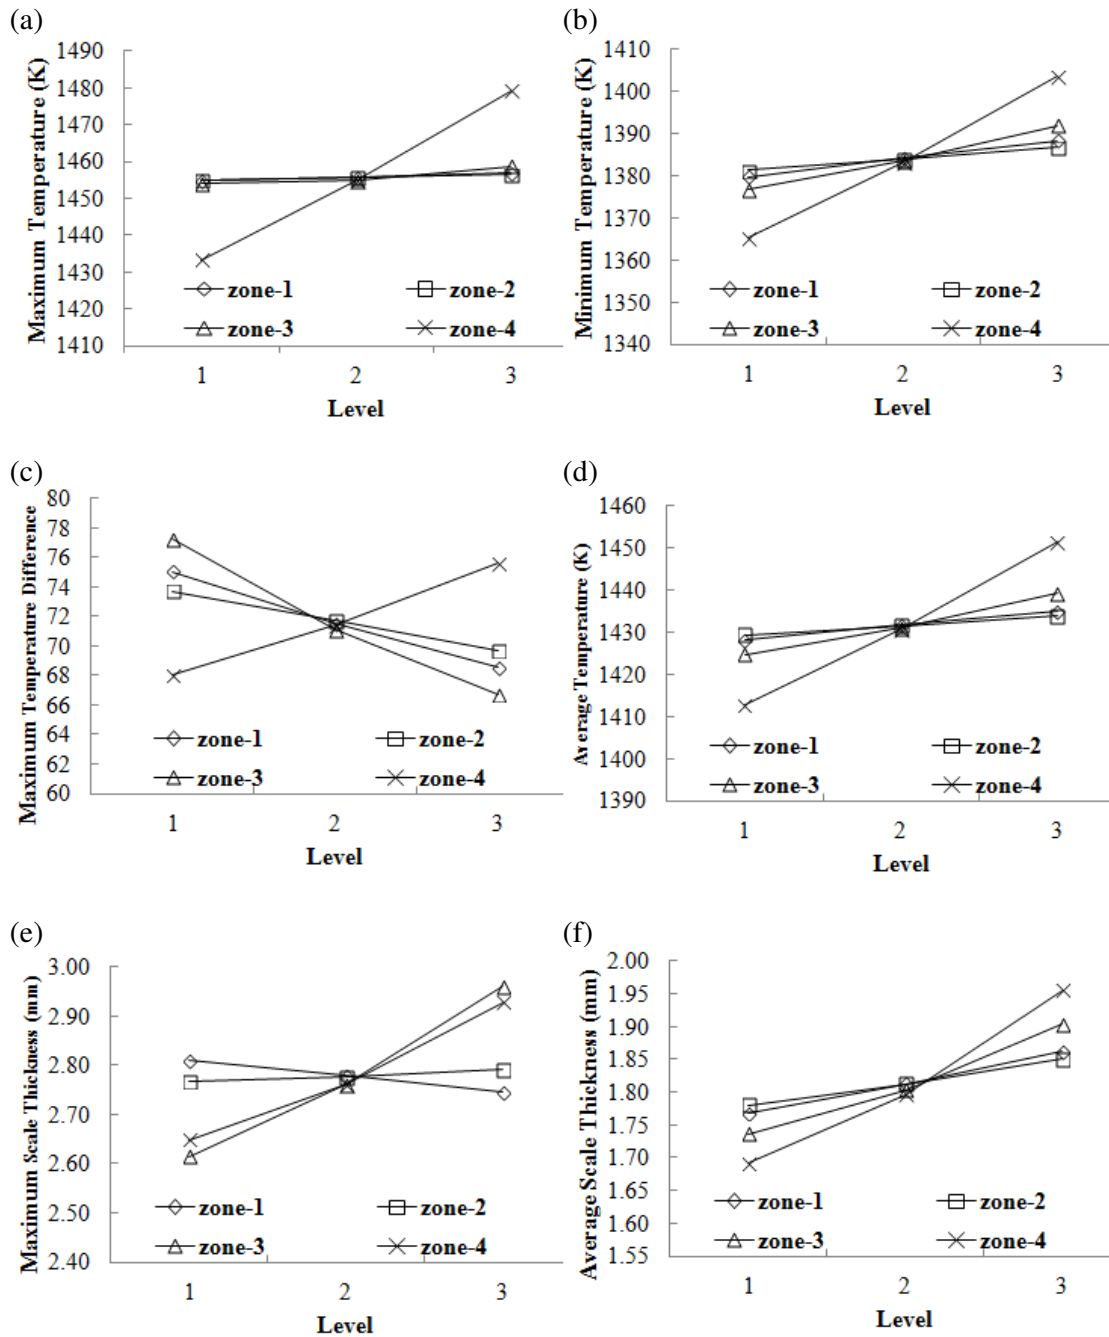 (a)
Maximum Temperature (K)
1490
1480
1470
1460
1450
1440
1430
1420
1410
zone-1
zone-2
zone-3
zone-4
1
2
3
Level
(b)
Minimum Temperature (K)
1410
1400
1390
1380
1370
1360
1350
1340
zone-1
zone-2
zone-3
zone-4
1
2
3
Level
(c)
Maximum Temperature Difference
80
78
76
74
72
70
68
66
64
62
60
zone-1
zone-2
zone-3
zone-4
1
2
3
Level
(d)
Average Temperature (K)
1460
1450
1440
1430
1420
1410
1400
1390
zone-1
zone-2
zone-3
zone-4
1
2
3
Level
(e)
Maximum Scale Thickness (mm)
3.00
2.90
2.80
2.70
2.60
2.50
2.40
zone-1
zone-2
zone-3
zone-4
1
2
3
Level
(f)
Average Scale Thickness (mm)
2.00
1.95
1.90
1.85
1.80
1.75
1.70
1.65
1.60
1.55
zone-1
zone-2
zone-3
zone-4
1
2
3
Level